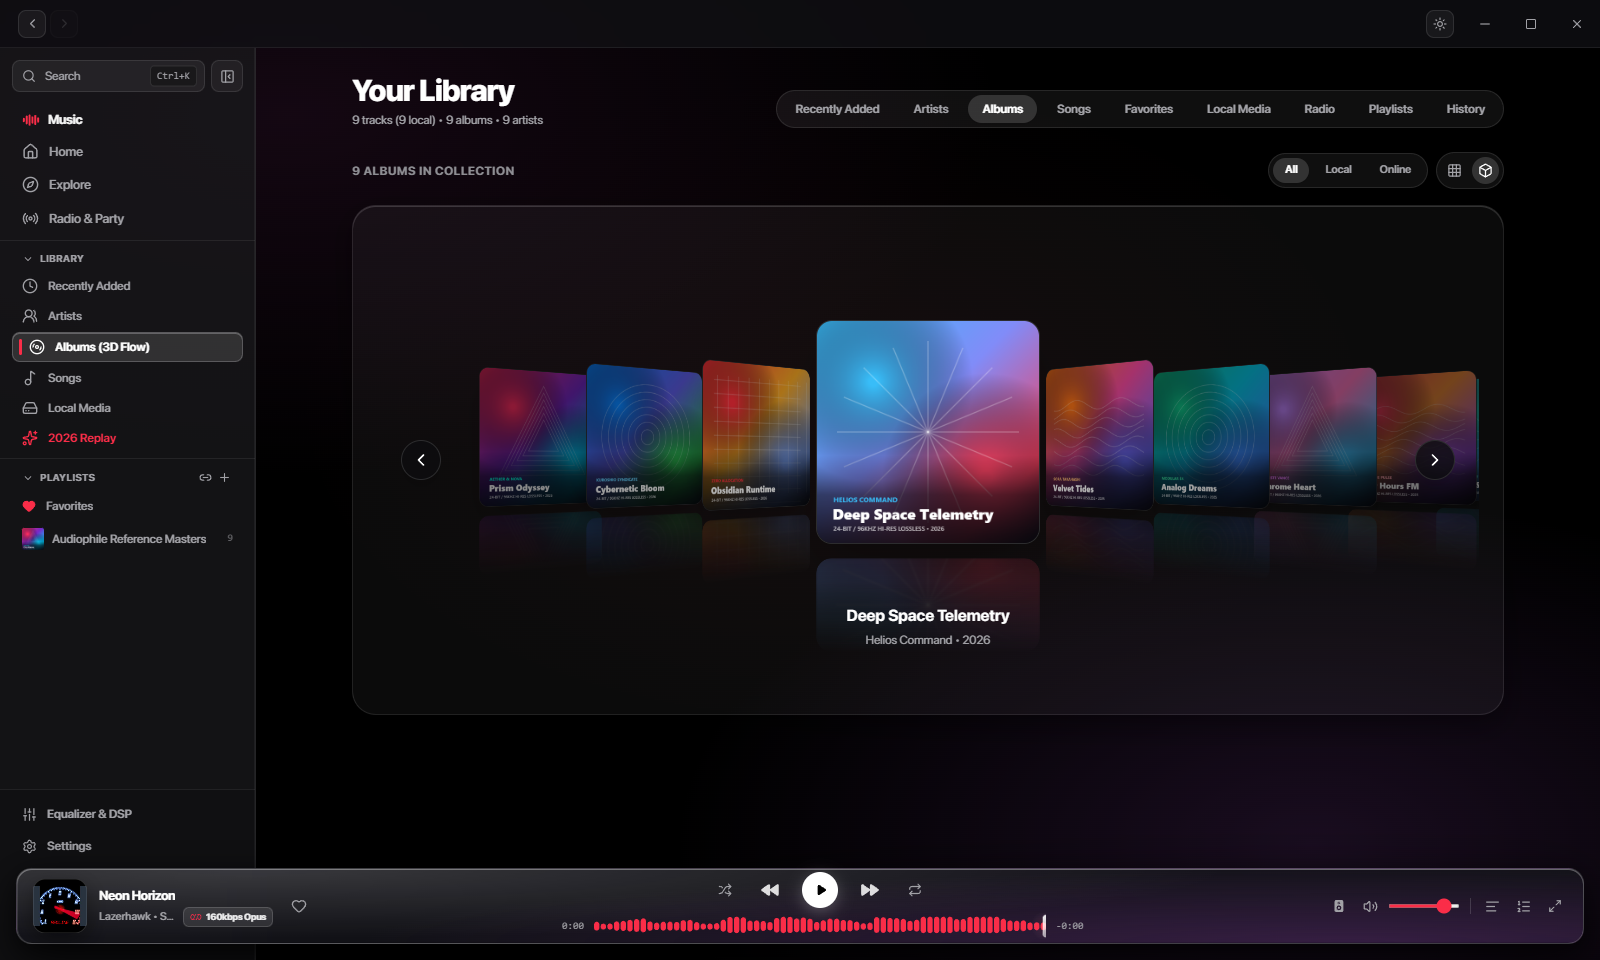 Search Ctrl+K
Music
Home
Explore
Radio & Party
LIBRARY
Recently Added
Artists
Albums (3D Flow)
Songs
Local Media
2026 Replay
PLAYLISTS
Favorites
Audiophile Reference Masters 9
Equalizer & DSP
Settings
Your Library
9 tracks (9 local) • 9 albums • 9 artists
Recently Added Artists Albums Songs Favorites Local Media Radio Playlists History
9 ALBUMS IN COLLECTION
All Local Online
Prism Odyssey
Cybernetic Bloom
Obsidian Runtime
HELIOS COMMAND
Deep Space Telemetry
24-BIT / 96KHZ HI-RES LOSSLESS • 2026
Velvet Tides
Analog Dreams
rome Heart
Hours FM
Deep Space Telemetry
Helios Command • 2026
Neon Horizon
Lazerhawk • S...
160kbps Opus
0:00
-0:00